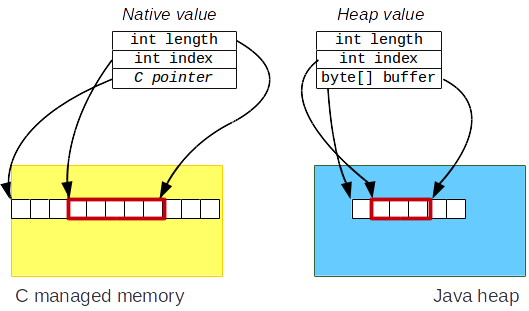 Native value
int length
int index
C pointer
Heap value
int length
int index
byte[] buffer
C managed memory
Java heap